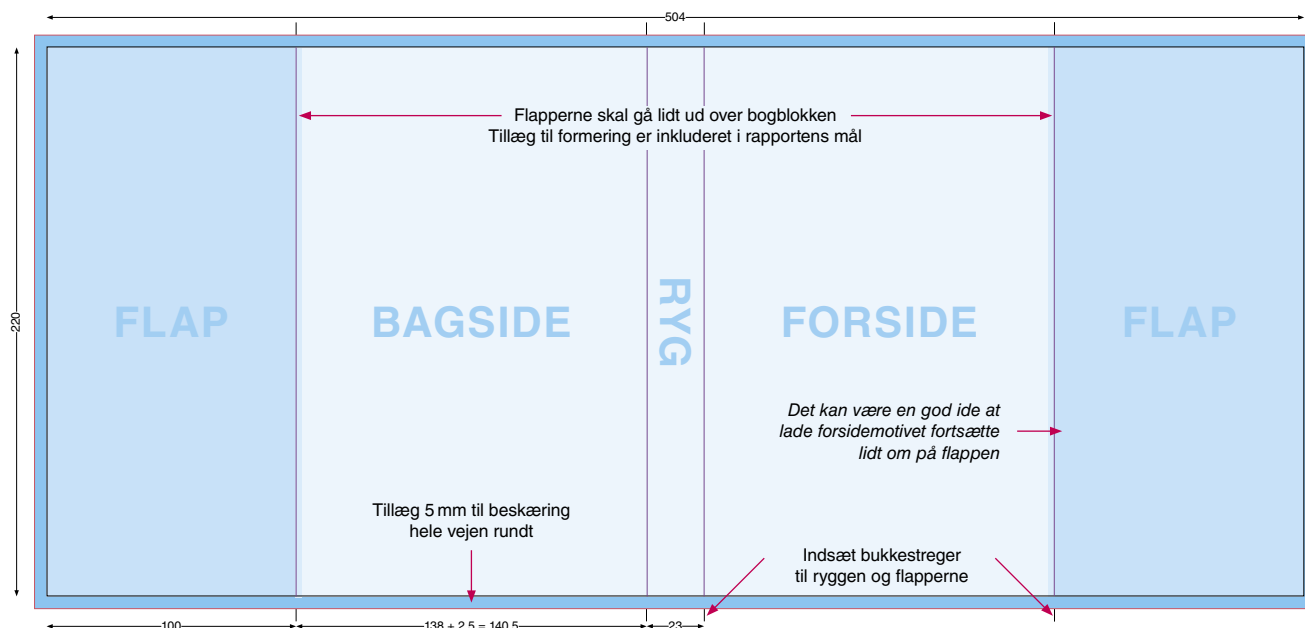 504
Flapperne skal gå lidt ud over bogblokken
Tillæg til formering er inkluderet i rapportens mål
220
FLAP
BAGSIDE
RYG
FORSIDE
FLAP
Det kan være en god ide at
lade forsidemotivet fortsætte
lidt om på flappen
Tillæg 5 mm til beskæring
hele vejen rundt
Indsæt bukkestreger
til ryggen og flapperne
100
138 + 2,5 = 140,5
23